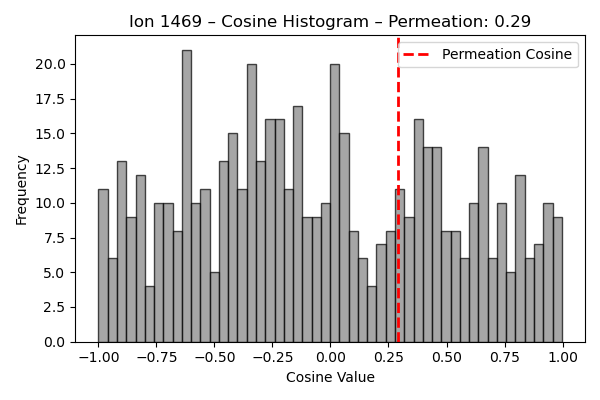 Ion 1469 – Cosine Histogram – Permeation: 0.29
Permeation Cosine
Frequency
20.0
17.5
15.0
12.5
10.0
7.5
5.0
2.5
0.0
−1.00 −0.75 −0.50 −0.25 0.00 0.25 0.50 0.75 1.00
Cosine Value